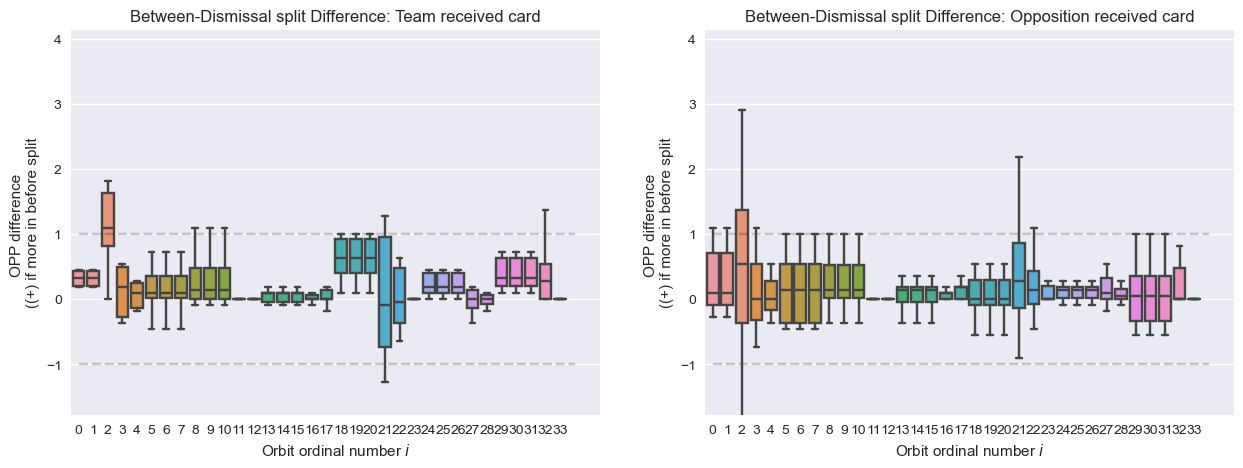 Between-Dismissal split Difference: Team received card
OPP difference
((+) if more in before split
4
3
2
1
0
−1
0 1 2 3 4 5 6 7 8 9 10 11 12 13 14 15 16 17 18 19 20 21 22 23 24 25 26 27 28 29 30 31 32 33
Orbit ordinal number i
Between-Dismissal split Difference: Opposition received card
OPP difference
((+) if more in before split
4
3
2
1
0
−1
0 1 2 3 4 5 6 7 8 9 10 11 12 13 14 15 16 17 18 19 20 21 22 23 24 25 26 27 28 29 30 31 32 33
Orbit ordinal number i